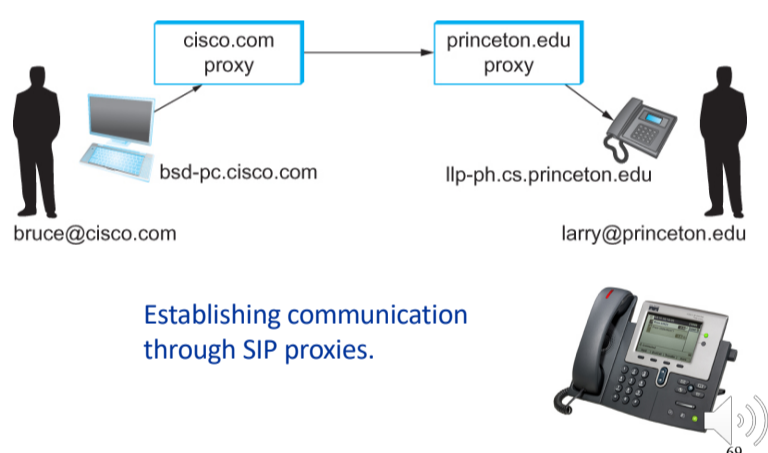 cisco.com
proxy
princeton.edu
proxy
bsd-pc.cisco.com
llp-ph.cs.princeton.edu
bruce@cisco.com
larry@princeton.edu
Establishing communication
through SIP proxies.
69